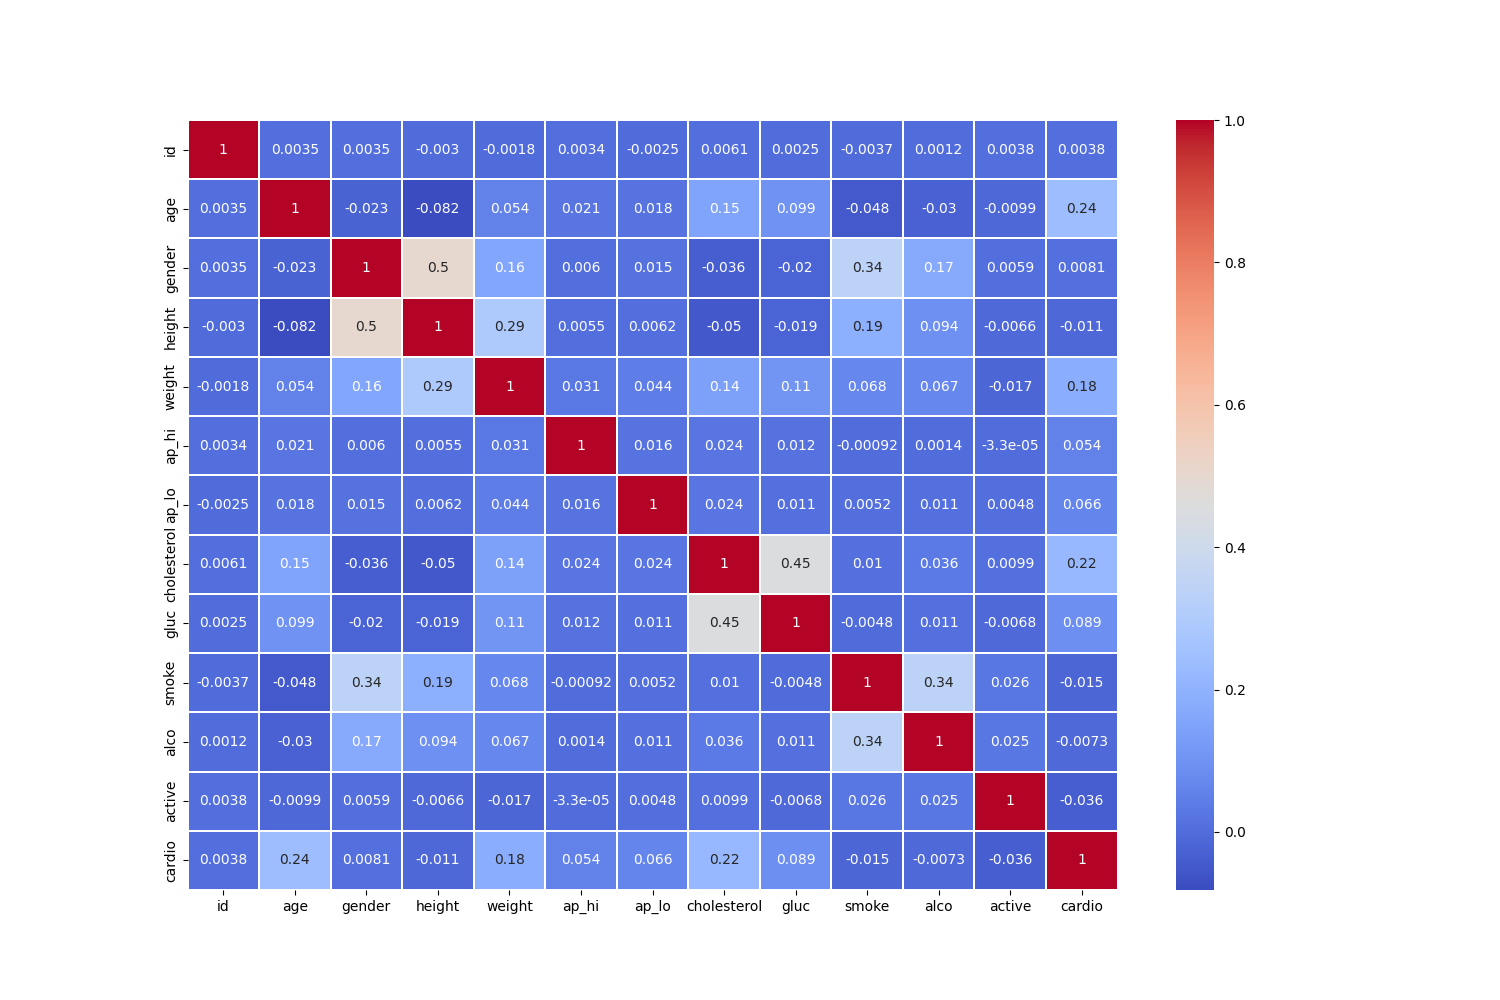 id 1 0.0035 0.0035 -0.003 -0.0018 0.0034 -0.0025 0.0061 0.0025 -0.0037 0.0012 0.0038 0.0038
age 0.0035 1 -0.023 -0.082 0.054 0.021 0.018 0.15 0.099 -0.048 -0.03 -0.0099 0.24
gender 0.0035 -0.023 1 0.5 0.16 0.006 0.015 -0.036 -0.02 0.34 0.17 0.0059 0.0081
height -0.003 -0.082 0.5 1 0.29 0.0055 0.0062 -0.05 -0.019 0.19 0.094 -0.0066 -0.011
weight -0.0018 0.054 0.16 0.29 1 0.031 0.044 0.14 0.11 0.068 0.067 -0.017 0.18
ap_hi 0.0034 0.021 0.006 0.0055 0.031 1 0.016 0.024 0.012 -0.00092 0.0014 -3.3e-05 0.054
ap_lo -0.0025 0.018 0.015 0.0062 0.044 0.016 1 0.024 0.011 0.0052 0.011 0.0048 0.066
cholesterol 0.0061 0.15 -0.036 -0.05 0.14 0.024 0.024 1 0.45 0.01 0.036 0.0099 0.22
gluc 0.0025 0.099 -0.02 -0.019 0.11 0.012 0.011 0.45 1 -0.0048 0.011 -0.0068 0.089
smoke -0.0037 -0.048 0.34 0.19 0.068 -0.00092 0.0052 0.01 -0.0048 1 0.34 0.026 -0.015
alco 0.0012 -0.03 0.17 0.094 0.067 0.0014 0.011 0.036 0.011 0.34 1 0.025 -0.0073
active 0.0038 -0.0099 0.0059 -0.0066 -0.017 -3.3e-05 0.0048 0.0099 -0.0068 0.026 0.025 1 -0.036
cardio 0.0038 0.24 0.0081 -0.011 0.18 0.054 0.066 0.22 0.089 -0.015 -0.0073 -0.036 1
id age gender height weight ap_hi ap_lo cholesterol gluc smoke alco active cardio
1.0
0.8
0.6
0.4
0.2
0.0